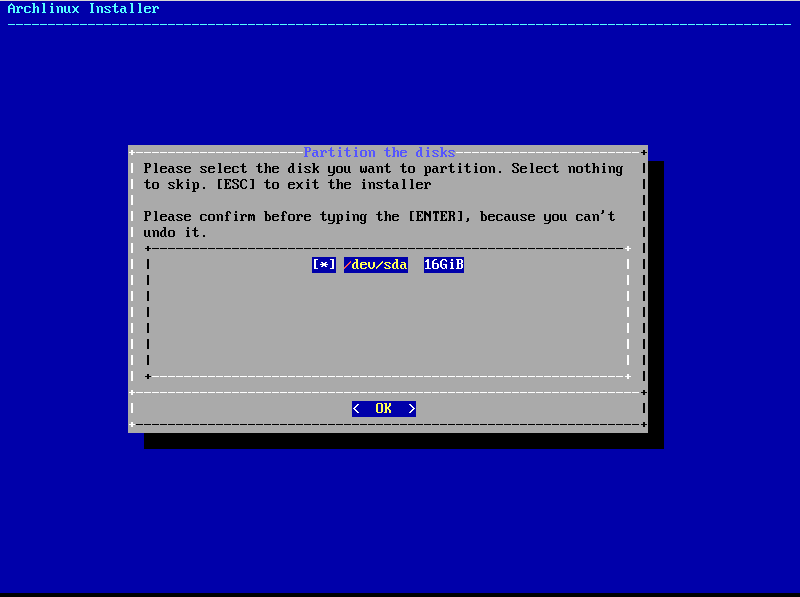 Archlinux Installer
Partition the disks
Please select the disk you want to partition. Select nothing
to skip. [ESC] to exit the installer
Please confirm before typing the [ENTER], because you can't
undo it.
[*] /dev/sda 16GiB
< OK >